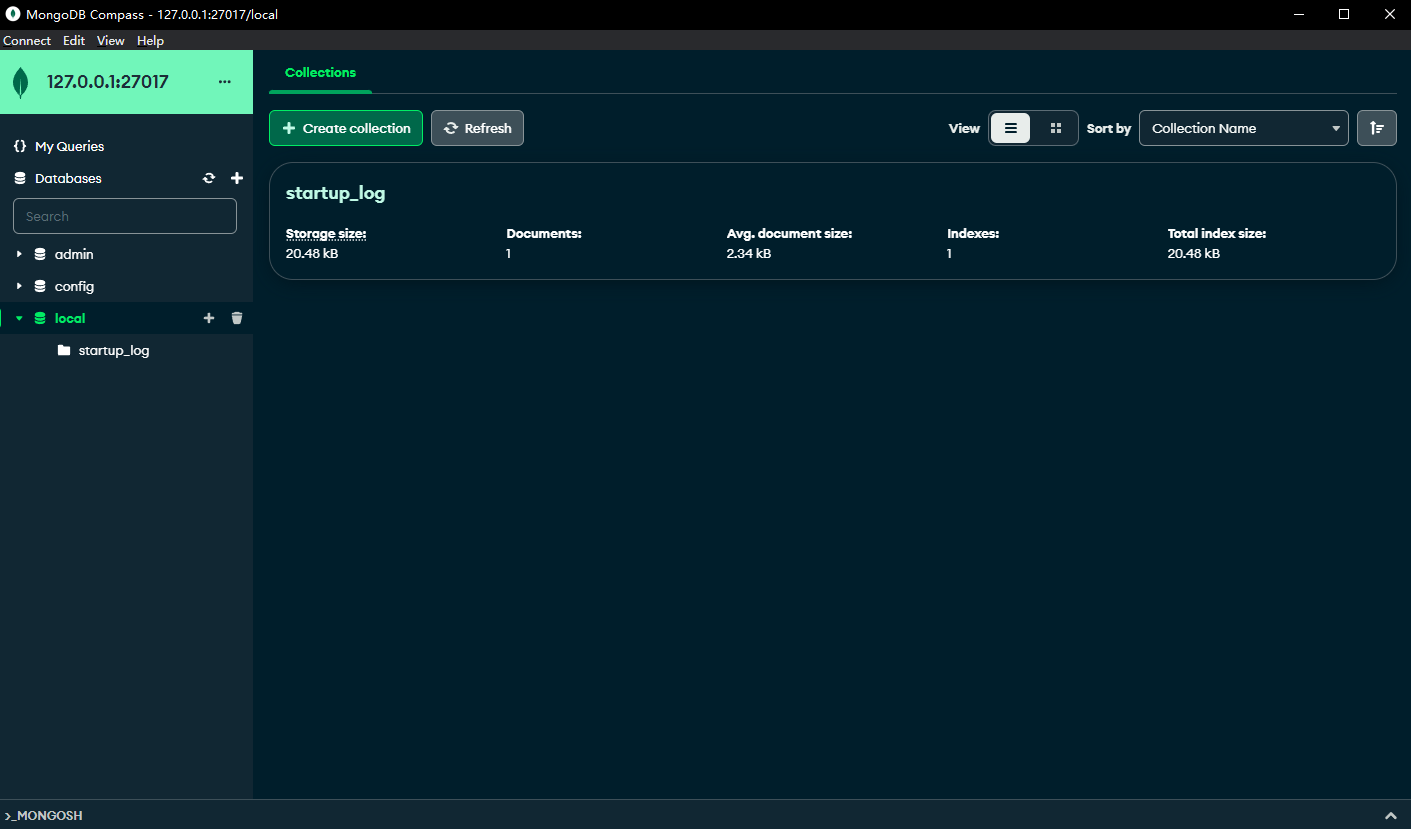 MongoDB Compass - 127.0.0.1:27017/local
Connect Edit View Help
127.0.0.1:27017
My Queries
Databases
Search
admin
config
local
startup_log
Collections
Create collection Refresh View Sort by Collection Name
startup_log
Storage size: Documents: Avg. document size: Indexes: Total index size:
20.48 kB 1 2.34 kB 1 20.48 kB
>_MONGOSH